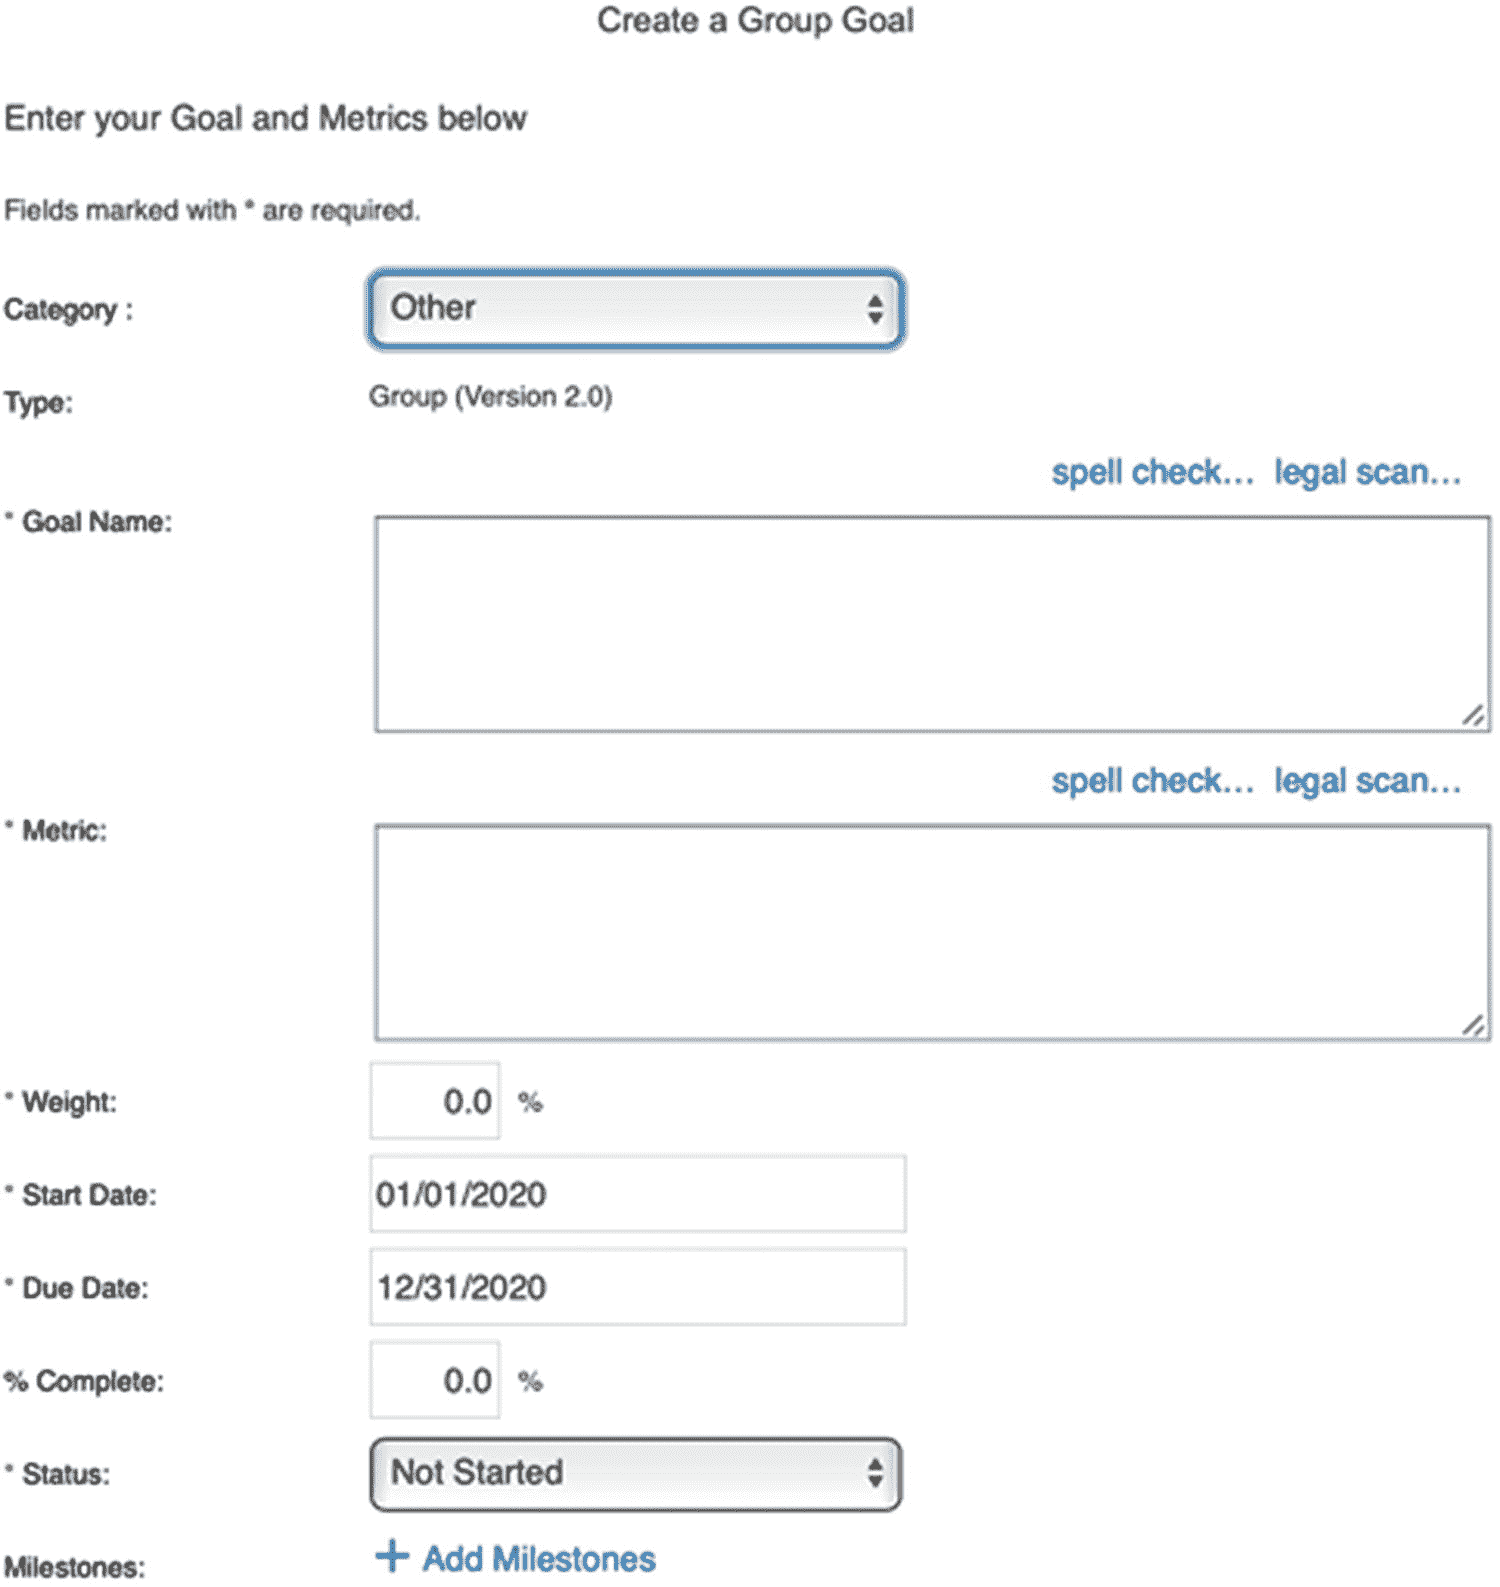 Create a Group Goal
Enter your Goal and Metrics below
Fields marked with * are required.
Category : Other
Type: Group (Version 2.0)
spell check... legal scan...
* Goal Name:
spell check... legal scan...
* Metric:
* Weight: 0.0 %
* Start Date: 01/01/2020
* Due Date: 12/31/2020
% Complete: 0.0 %
* Status: Not Started
Milestones: + Add Milestones